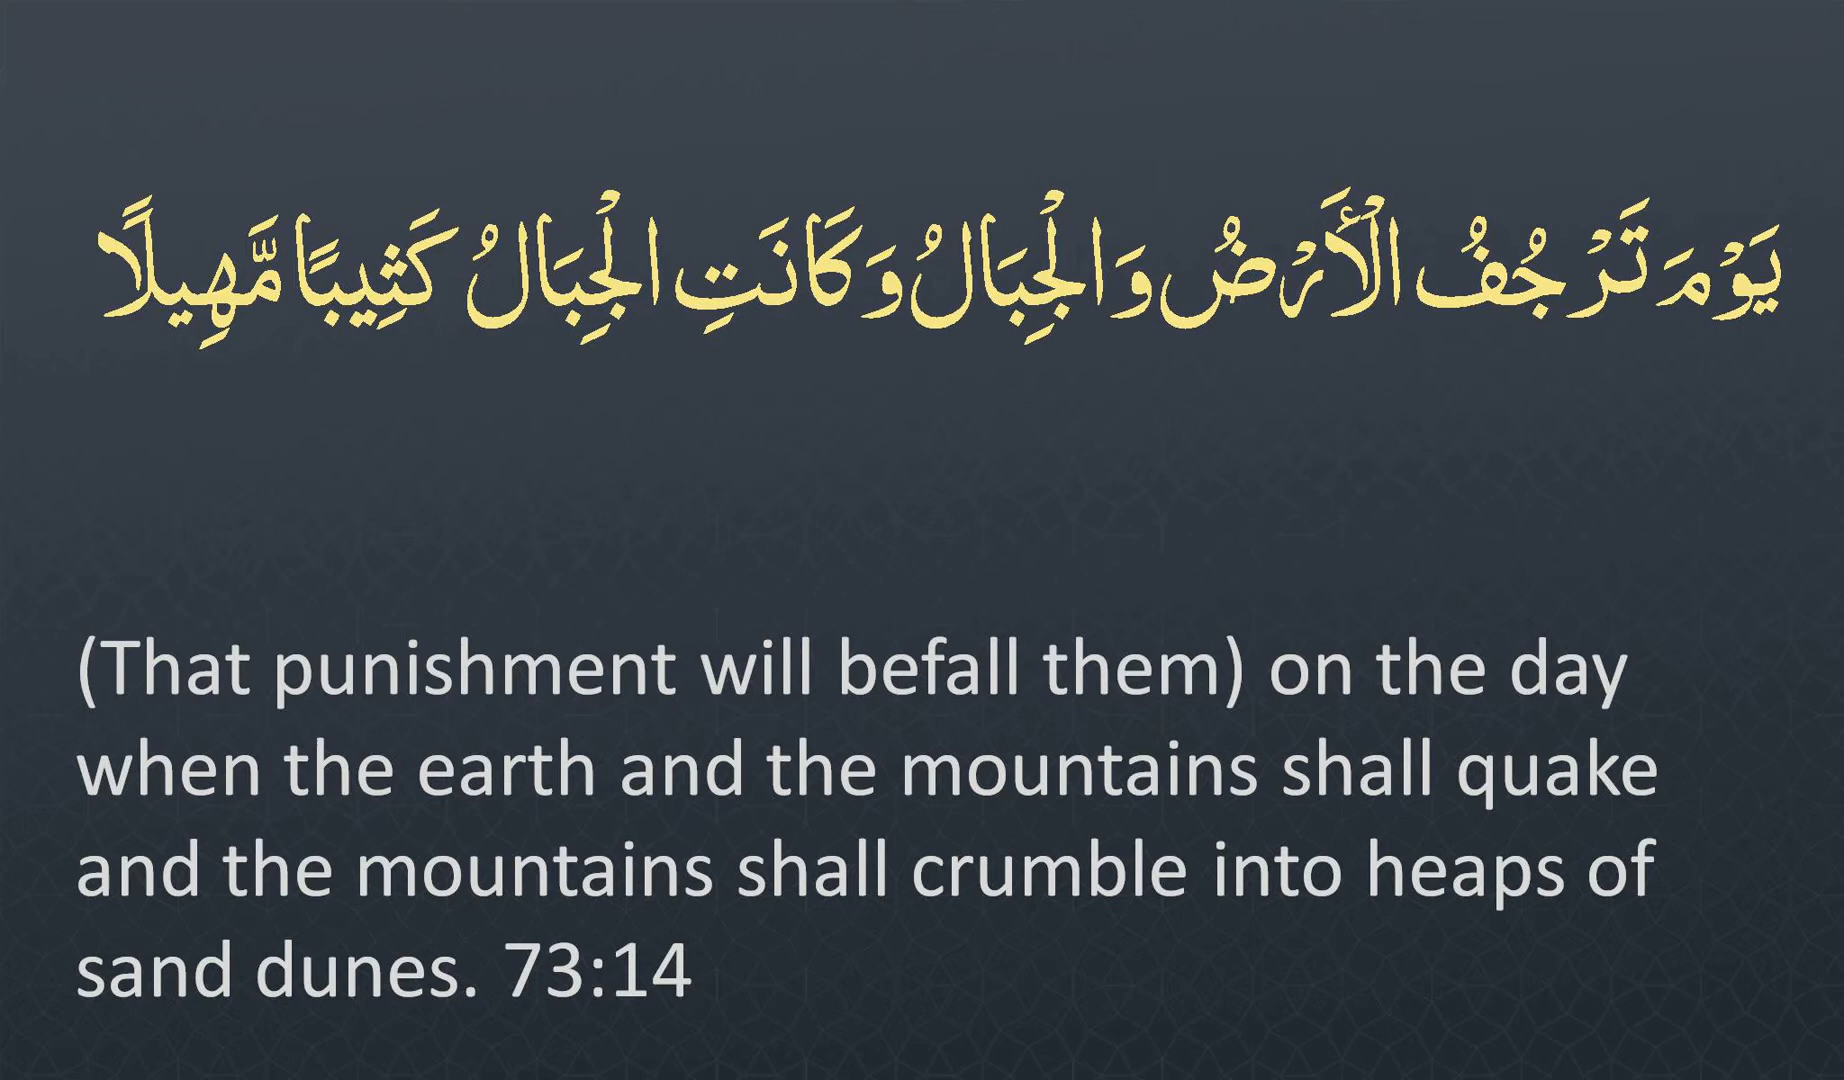 يَوْمَ تَرْجُفُ الْأَرْضُ وَالْجِبَالُ وَكَانَتِ الْجِبَالُ كَثِيبًا مَّهِيلًا
(That punishment will befall them) on the day
when the earth and the mountains shall quake
and the mountains shall crumble into heaps of
sand dunes. 73:14